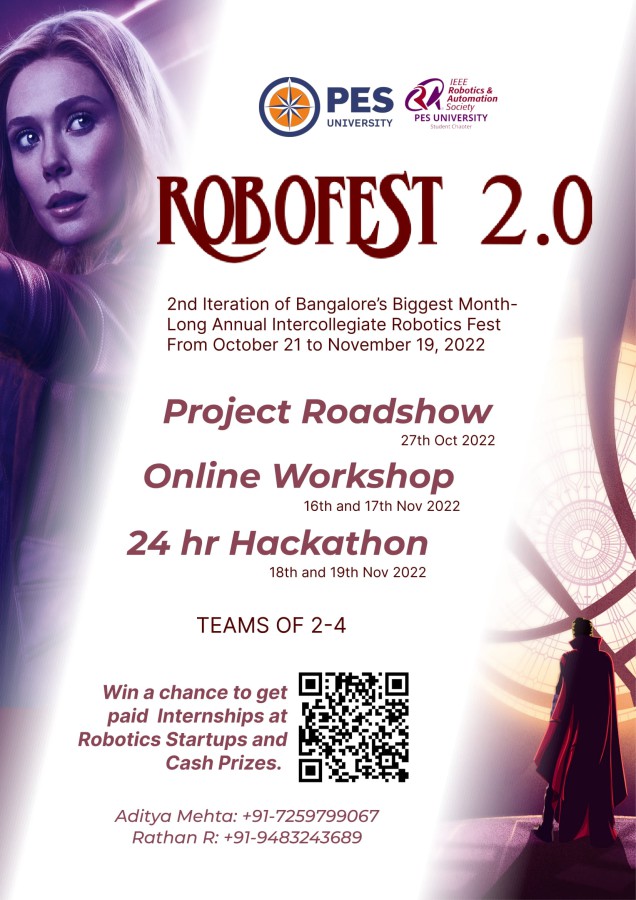 PES
UNIVERSITY
IEEE
Robotics &
Automation
Society
PES UNIVERSITY
Student Chapter
ROBOFEST 2.0
2nd Iteration of Bangalore's Biggest Month-
Long Annual Intercollegiate Robotics Fest
From October 21 to November 19, 2022
Project Roadshow
27th Oct 2022
Online Workshop
16th and 17th Nov 2022
24 hr Hackathon
18th and 19th Nov 2022
TEAMS OF 2-4
Win a chance to get
paid Internships at
Robotics Startups and
Cash Prizes.
Aditya Mehta: +91-7259799067
Rathan R: +91-9483243689